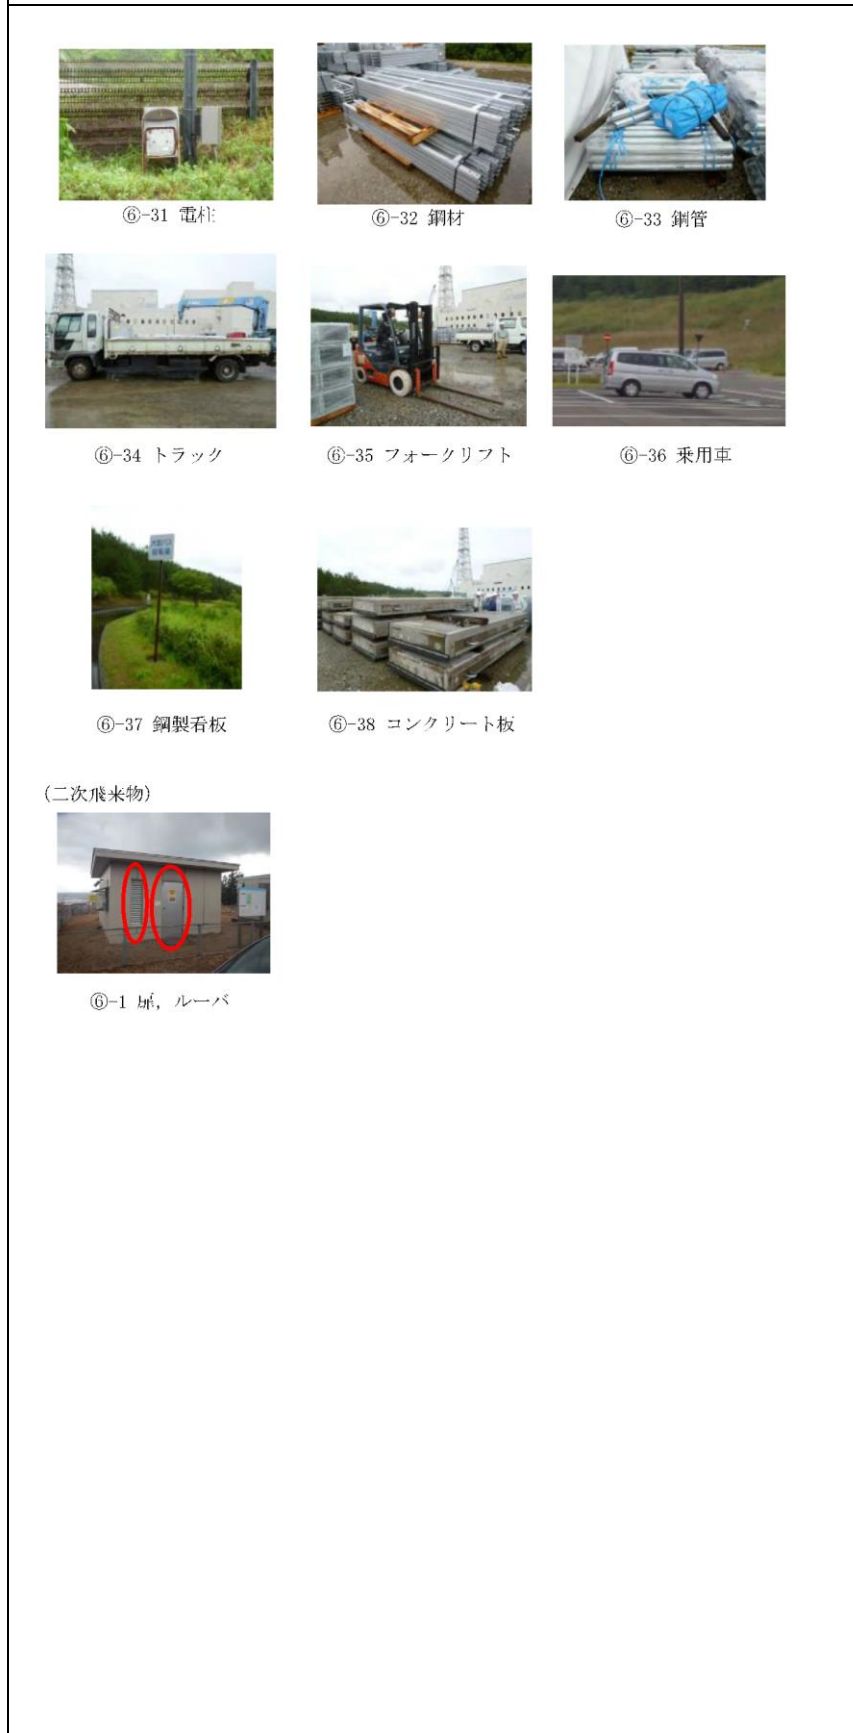 ⑥-31 電柱
⑥-32 鋼材
⑥-33 鋼管
⑥-34 トラック
⑥-35 フォークリフト
⑥-36 乗用車
⑥-37 鋼製看板
⑥-38 コンクリート板
(二次飛来物)
⑥-1 扉，ルーバ